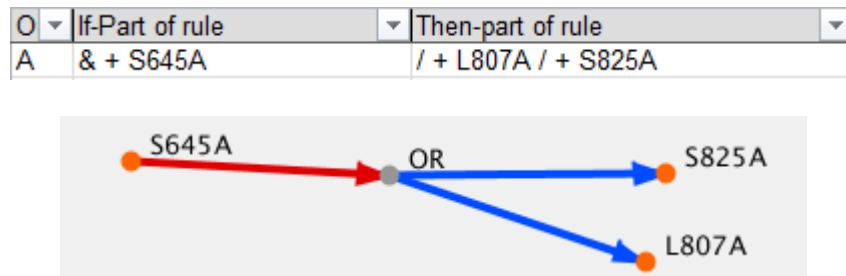 O If-Part of rule Then-part of rule
A & + S645A / + L807A / + S825A
S645A OR S825A
L807A